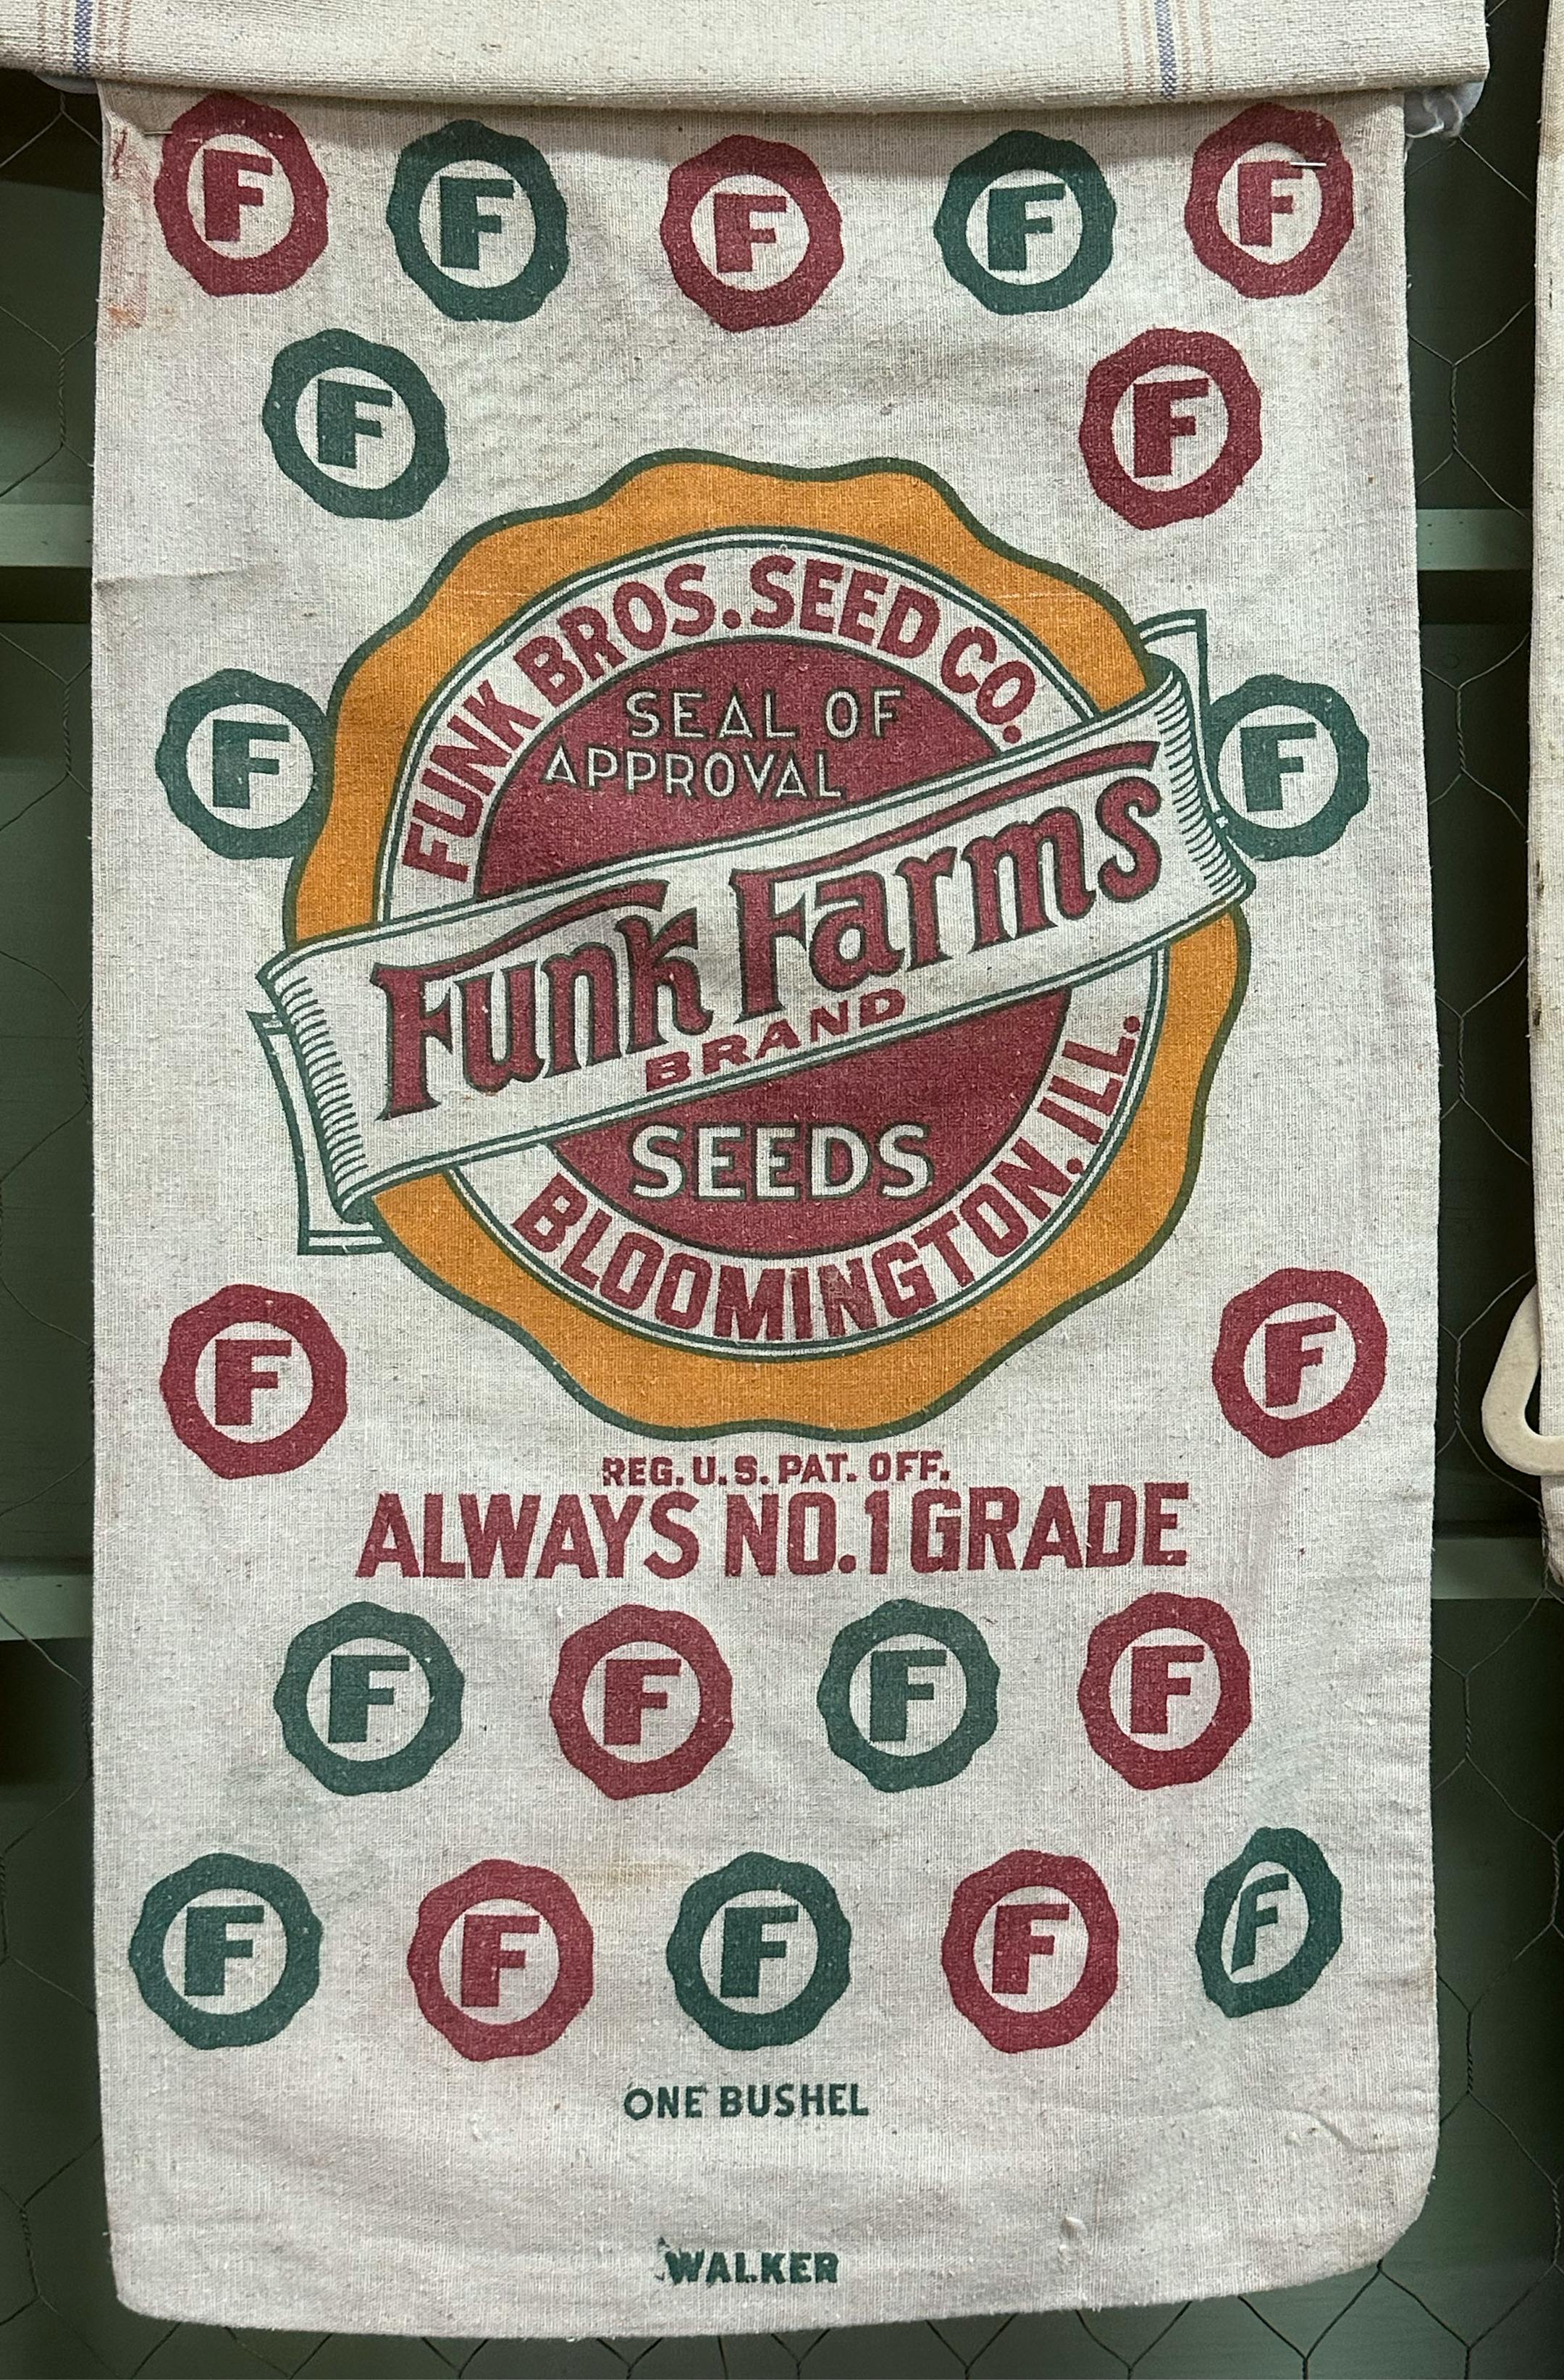 F F F F F
F F
FUNK BROS. SEED CO.
SEAL OF
APPROVAL
F F
Funk Farms
BRAND
SEEDS
BLOOMINGTON, ILL.
F F
REG. U.S. PAT. OFF.
ALWAYS NO. 1 GRADE
F F F F
F F F F F
ONE BUSHEL
WALKER